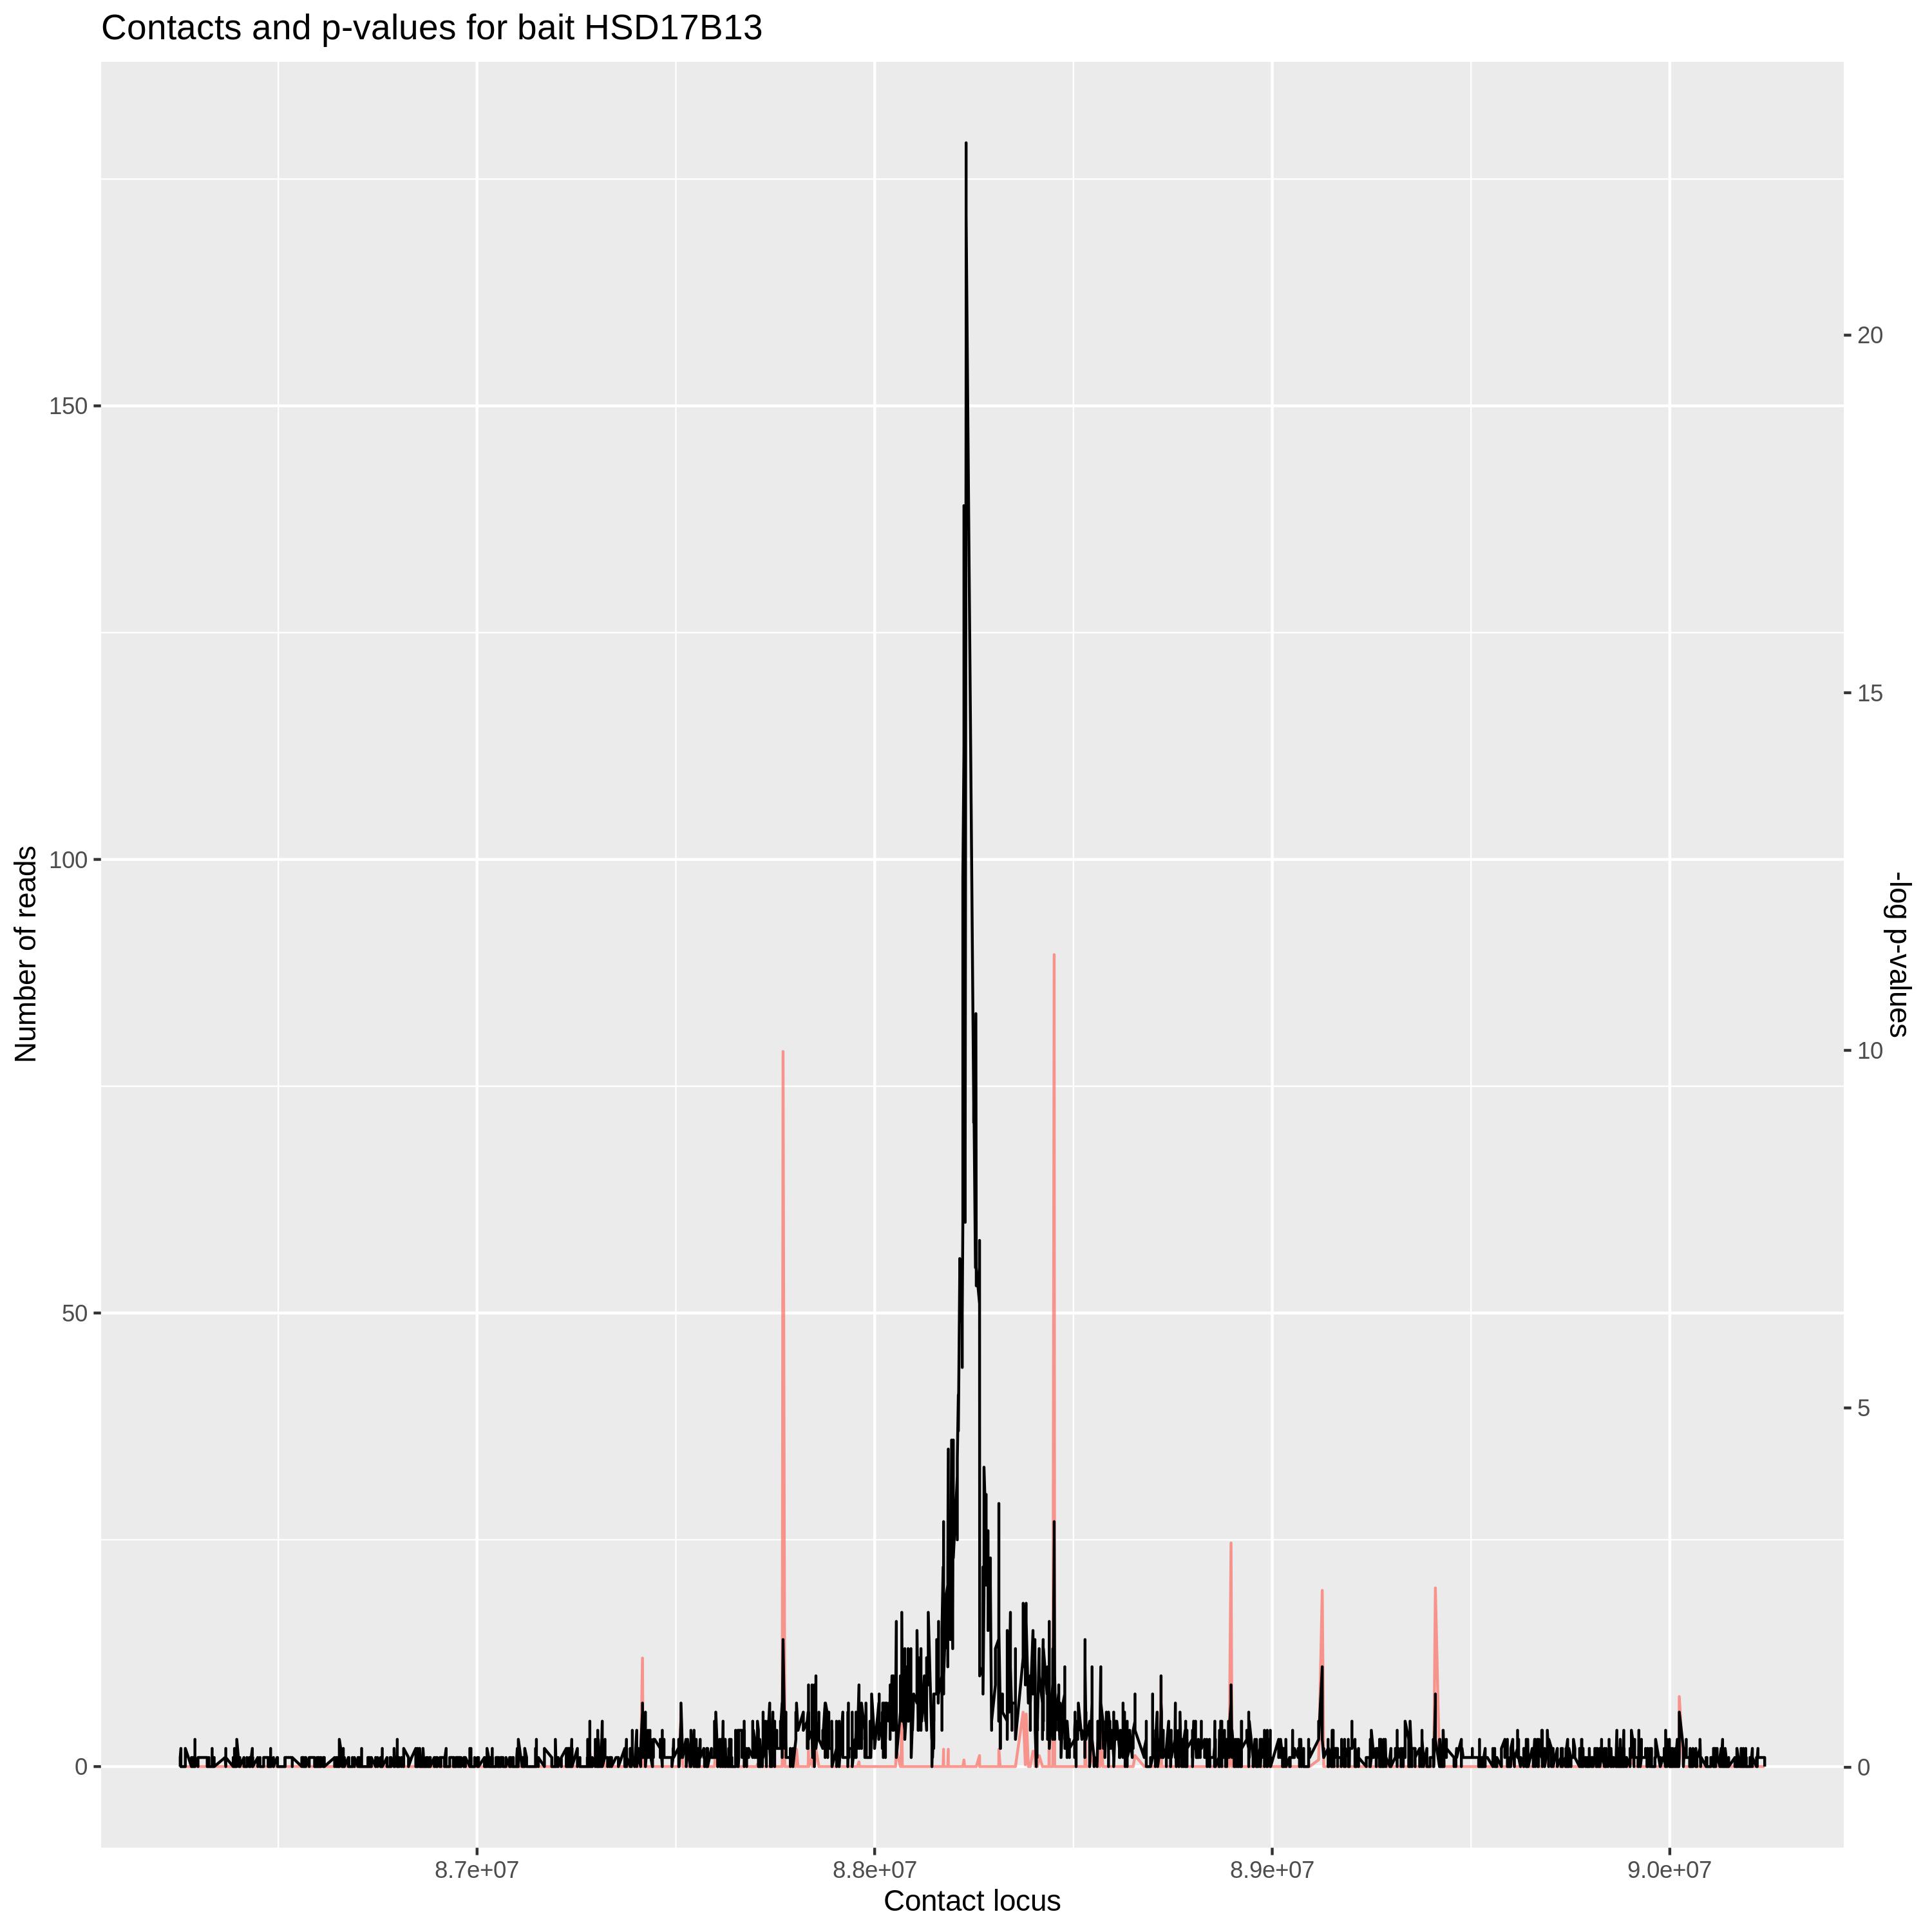 Contacts and p-values for bait HSD17B13
Number of reads
150
100
50
0
20
15
10
5
0
-log p-values
8.7e+07
8.8e+07
8.9e+07
9.0e+07
Contact locus